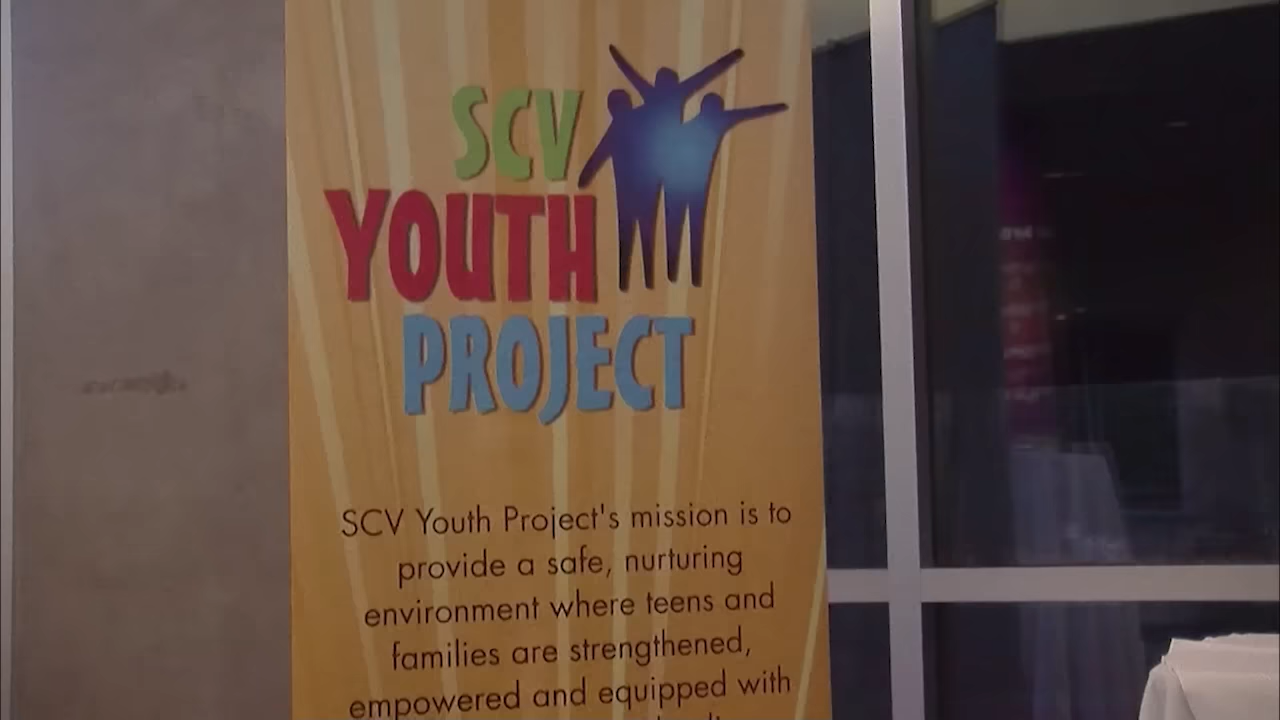 SCV
YOUTH
PROJECT
SCV Youth Project's mission is to
provide a safe, nurturing
environment where teens and
families are strengthened,
empowered and equipped with